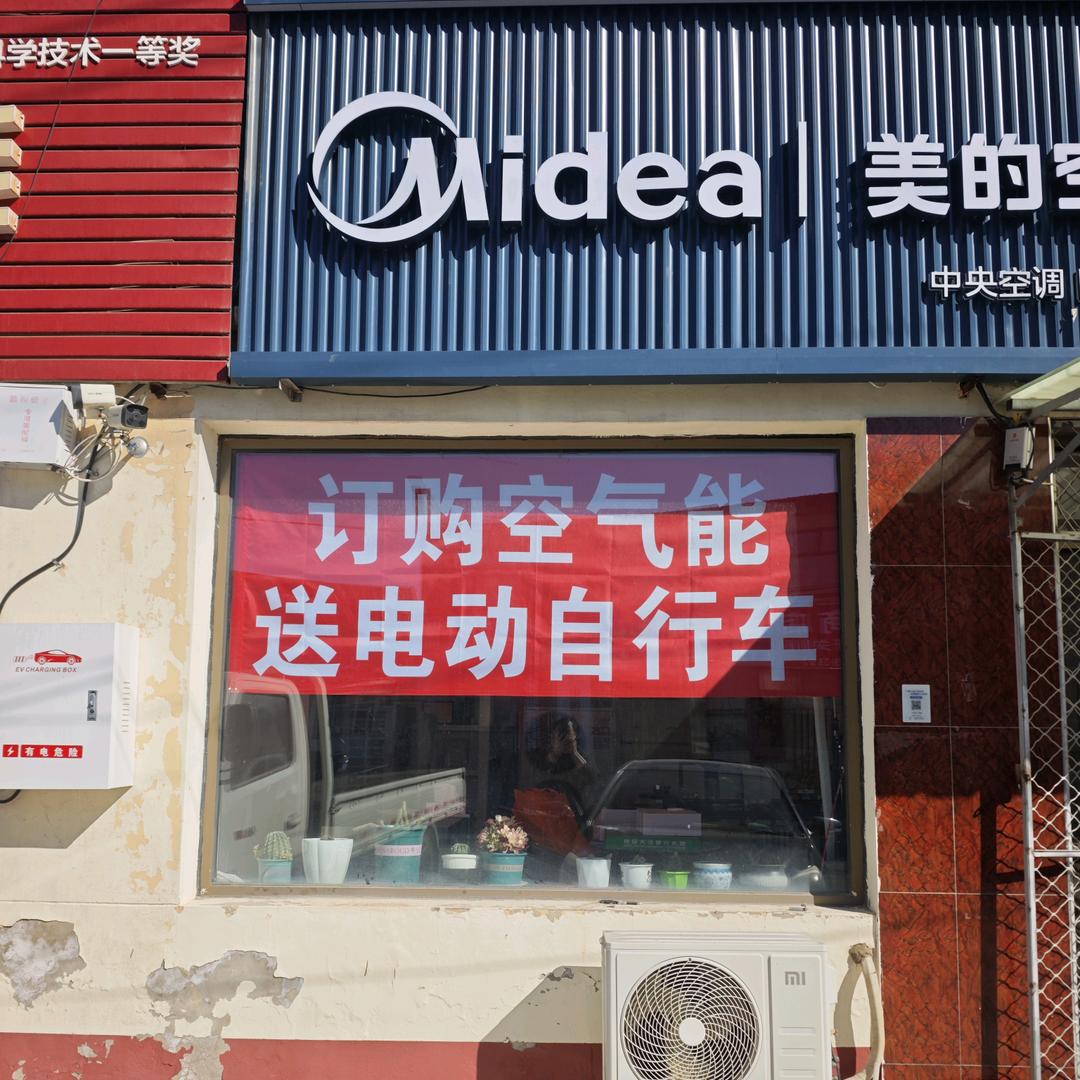 科学技术一等奖
Midea | 美的空
中央空调
订购空气能
送电动自行车
EV CHARGING BOX
有电危险
mi